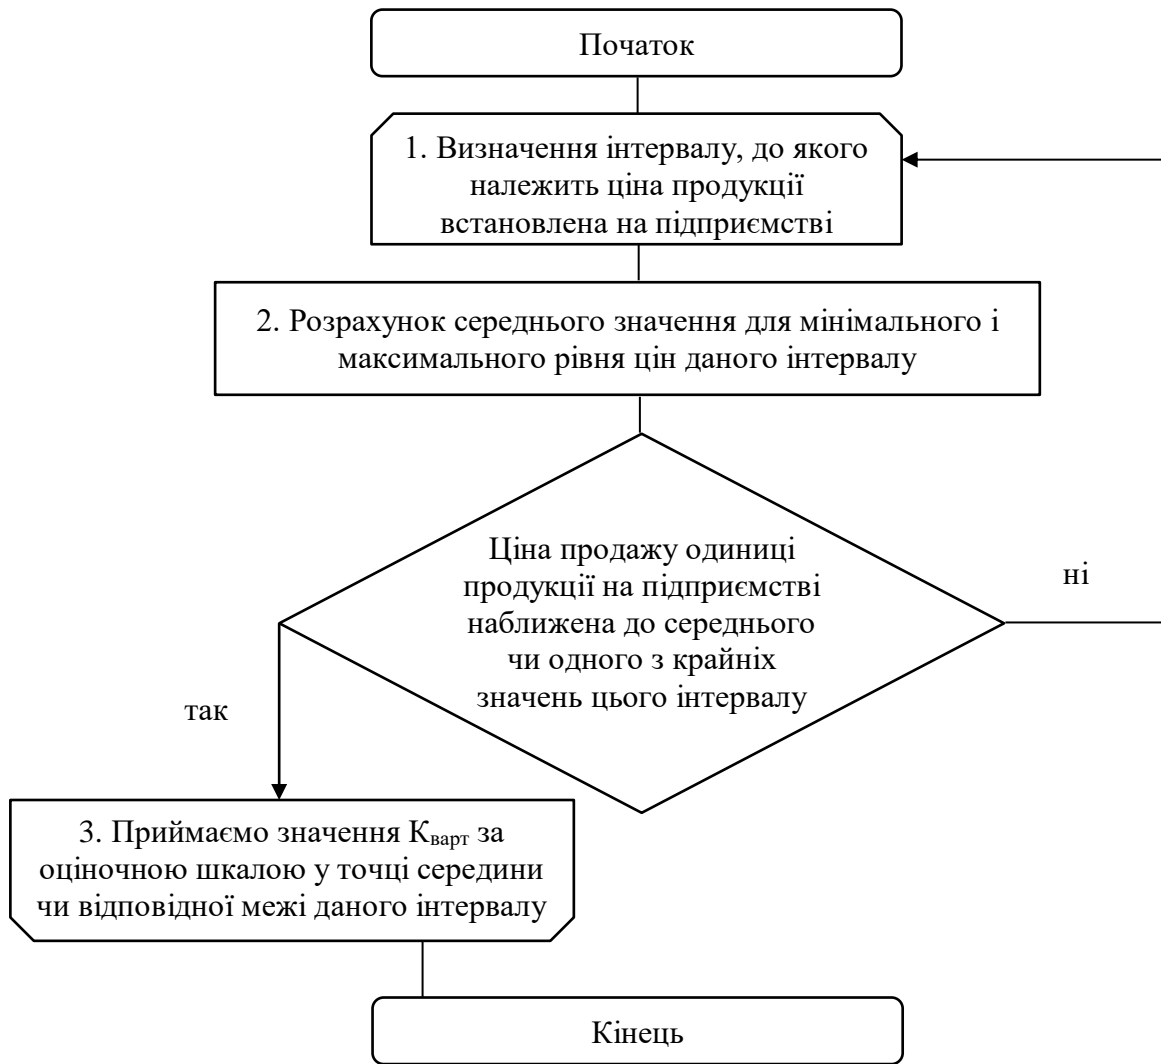 Початок
1. Визначення інтервалу, до якого
належить ціна продукції
встановлена на підприємстві
2. Розрахунок середнього значення для мінімального і
максимального рівня цін даного інтервалу
Ціна продажу одиниці
продукції на підприємстві
наближена до середнього
чи одного з крайніх
значень цього інтервалу
ні
так
3. Приймаємо значення Кварт за
оціночною шкалою у точці середини
чи відповідної межі даного інтервалу
Кінець